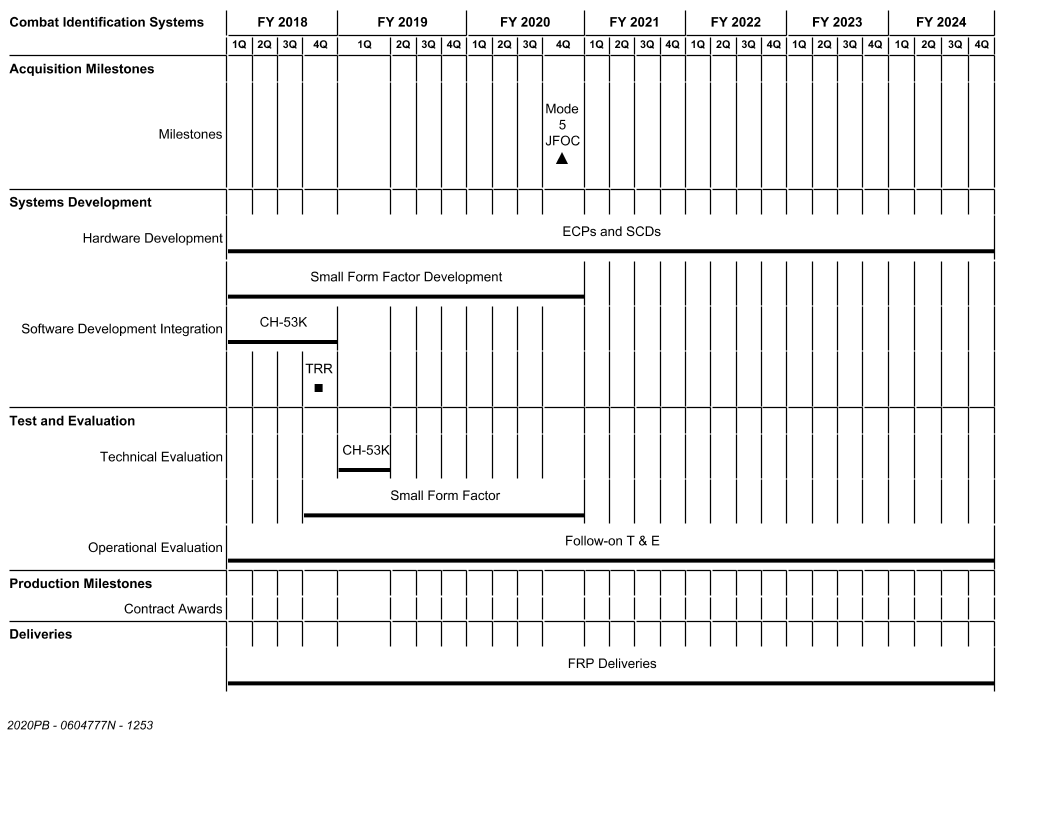 Combat Identification Systems FY 2018 FY 2019 FY 2020 FY 2021 FY 2022 FY 2023 FY 2024
1Q 2Q 3Q 4Q 1Q 2Q 3Q 4Q 1Q 2Q 3Q 4Q 1Q 2Q 3Q 4Q 1Q 2Q 3Q 4Q 1Q 2Q 3Q 4Q 1Q 2Q 3Q 4Q
Acquisition Milestones
Mode
5
JFOC
Milestones
Systems Development
ECPs and SCDs
Hardware Development
Small Form Factor Development
CH-53K
Software Development Integration
TRR
Test and Evaluation
CH-53K
Technical Evaluation
Small Form Factor
Follow-on T & E
Operational Evaluation
Production Milestones
Contract Awards
Deliveries
FRP Deliveries
2020PB - 0604777N - 1253